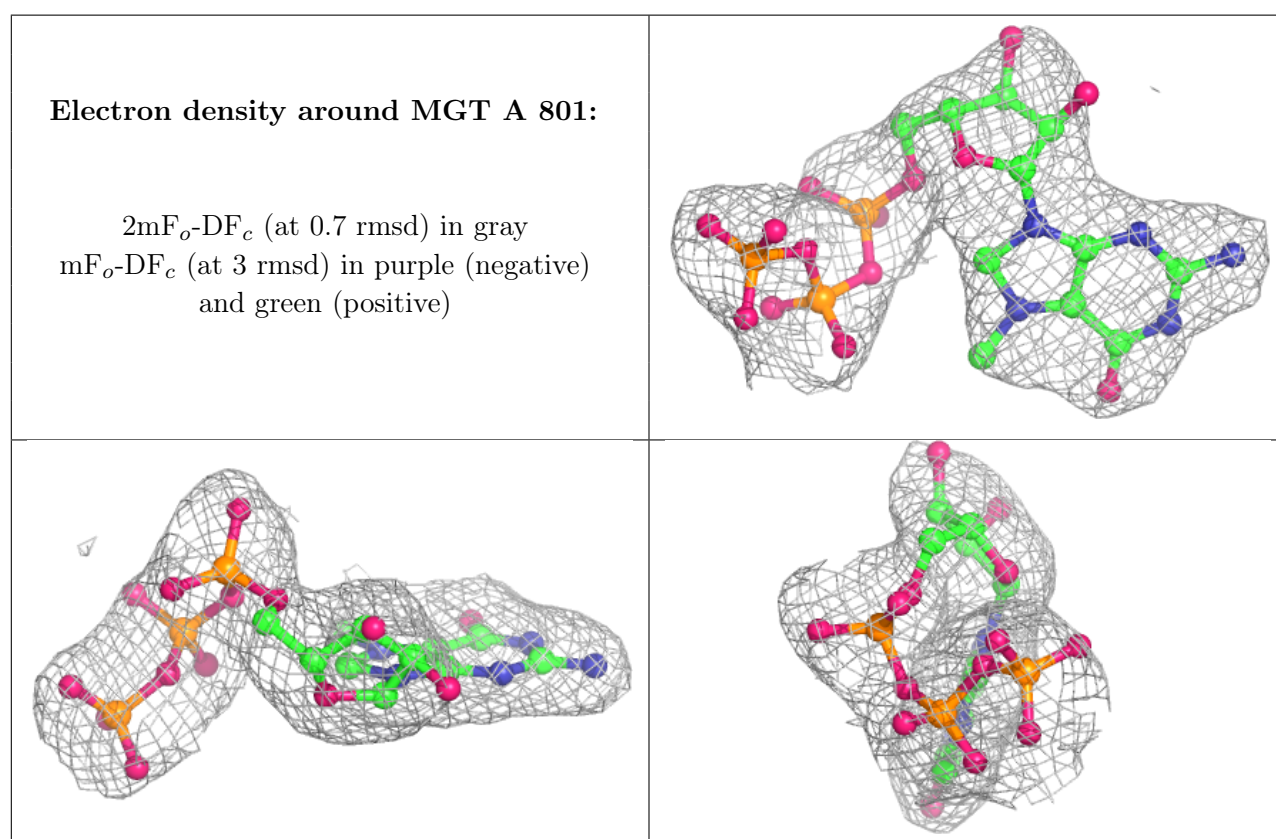 Electron density around MGT A 801:
2mFo-DFc (at 0.7 rmsd) in gray
mFo-DFc (at 3 rmsd) in purple (negative)
and green (positive)